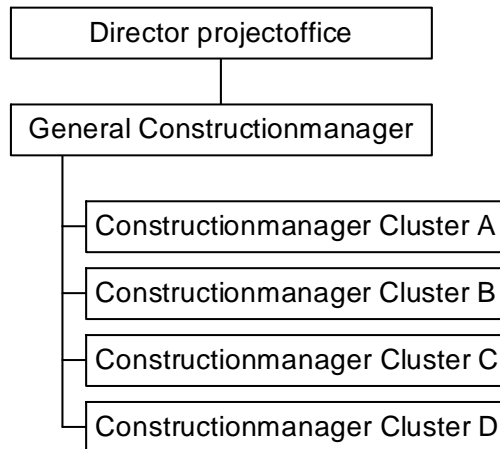 Director projectoffice
General Constructionmanager
Constructionmanager Cluster A
Constructionmanager Cluster B
Constructionmanager Cluster C
Constructionmanager Cluster D